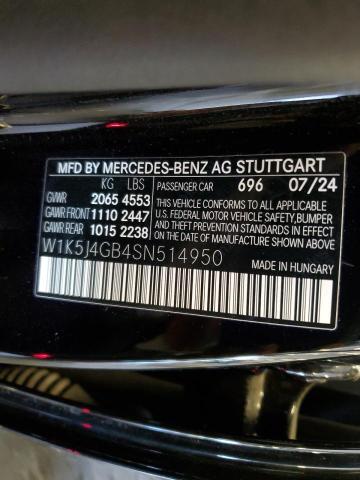 MFD BY MERCEDES-BENZ AG STUTTGART
KG LBS PASSENGER CAR 696 07/24
GVWR 2065 4553 THIS VEHICLE CONFORMS TO ALL APPLICABLE
GAWR FRONT 1110 2447 U.S. FEDERAL MOTOR VEHICLE SAFETY, BUMPER
GAWR REAR 1015 2238 AND THEFT PREVENTION STANDARDS IN EFFECT
ON THE DATE OF MANUFACTURE SHOWN ABOVE.
W1K5J4GB4SN514950 MADE IN HUNGARY